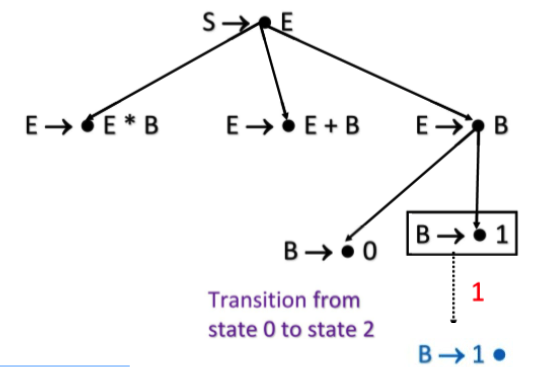 S → • E
E → • E * B
E → • E + B
E → • B
B → • 0
B → • 1
Transition from
state 0 to state 2
1
B → 1 •